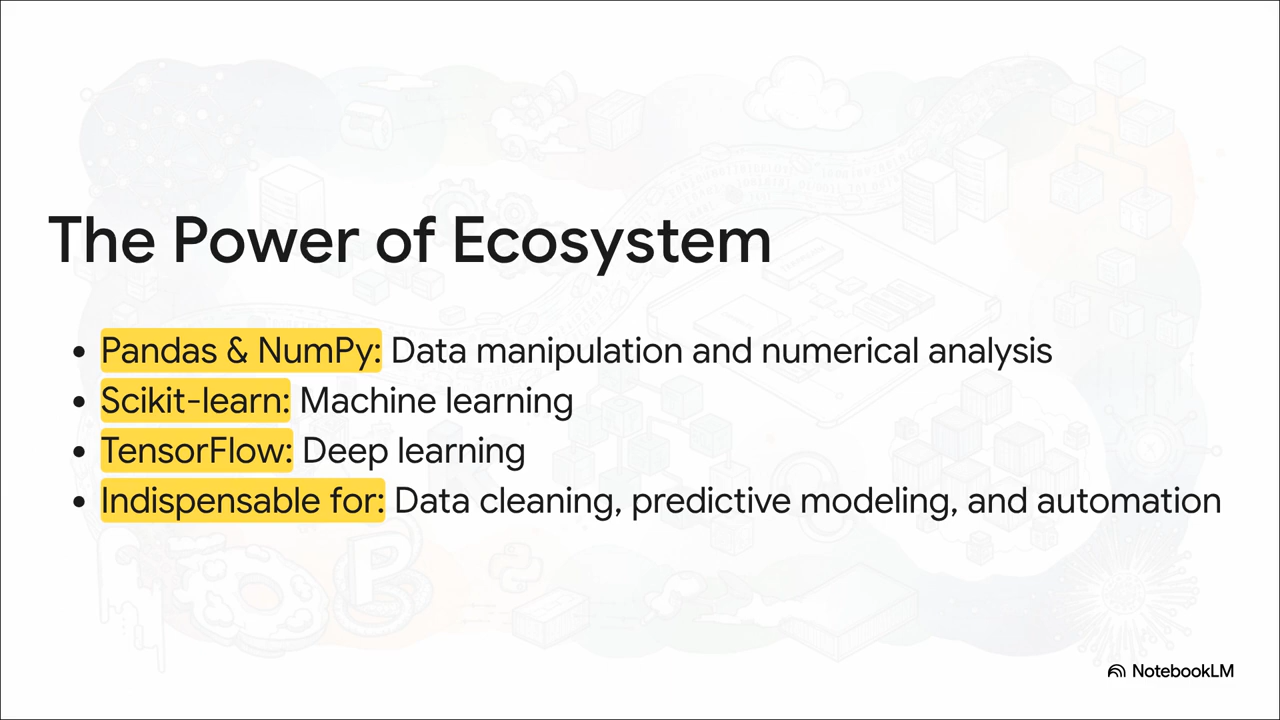 The Power of Ecosystem
• Pandas & NumPy: Data manipulation and numerical analysis
• Scikit-learn: Machine learning
• TensorFlow: Deep learning
• Indispensable for: Data cleaning, predictive modeling, and automation
NotebookLM